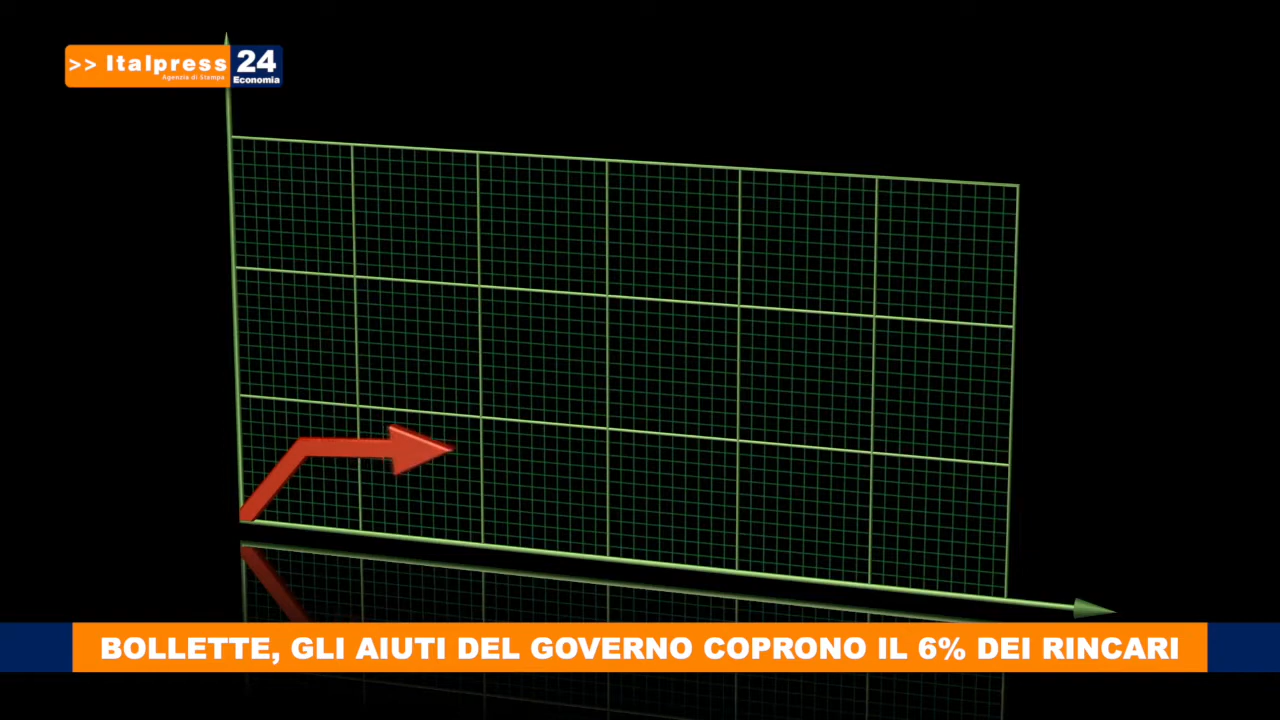 >> Italpress
24
Agenzia di Stampa
Economia
BOLLETTE, GLI AIUTI DEL GOVERNO COPRONO IL 6% DEI RINCARI